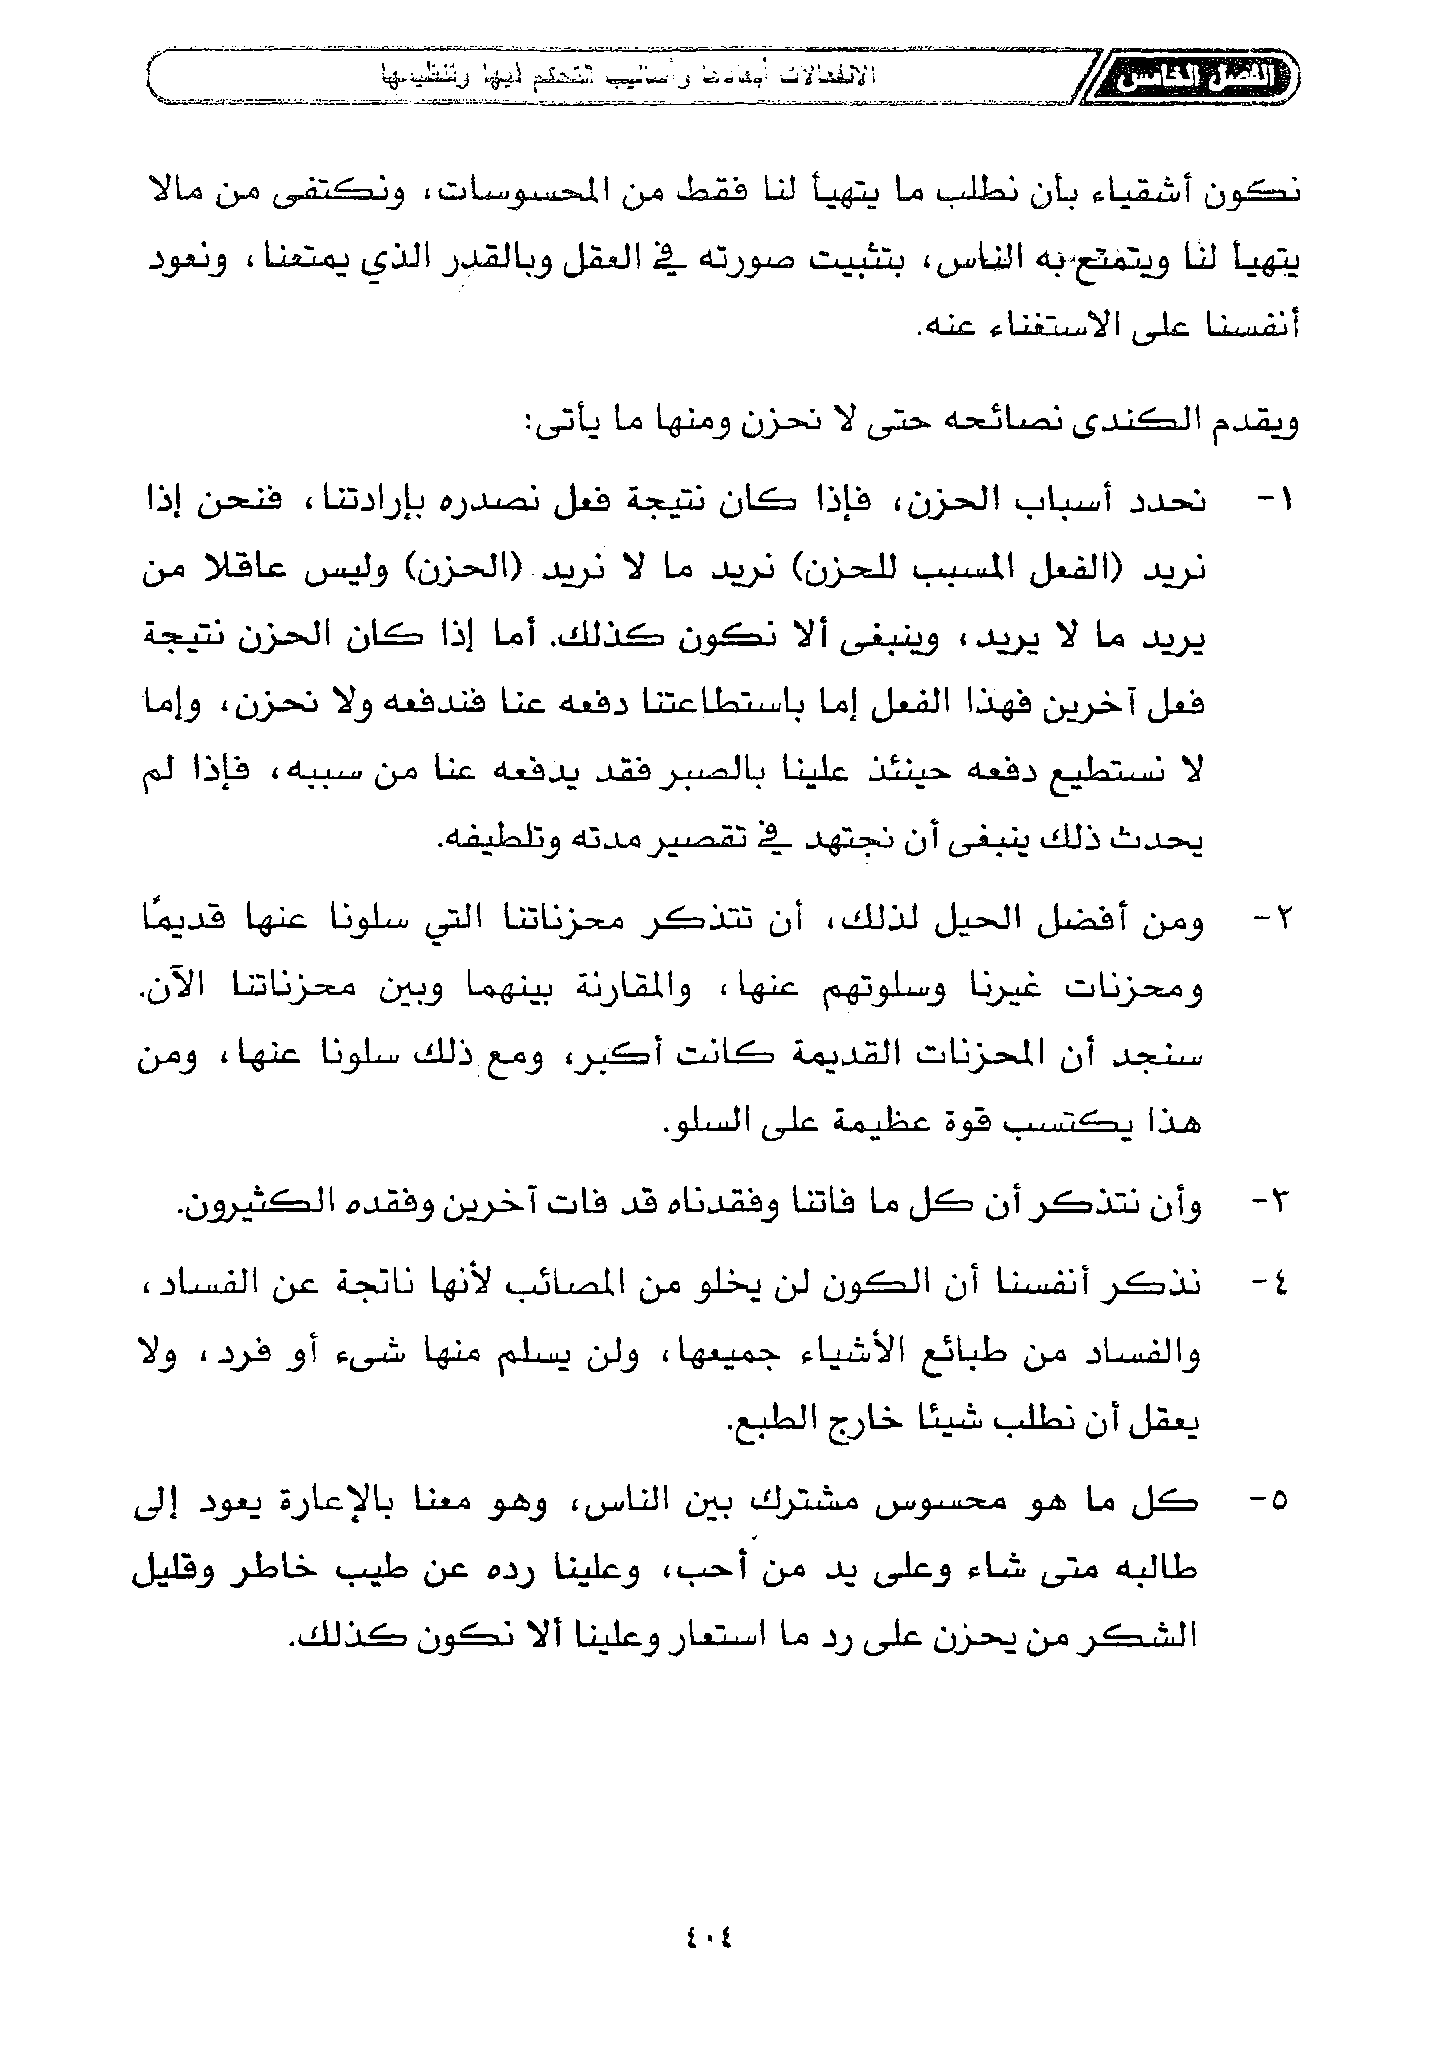 الفصل الخامس
الانفعالات أبعادها وأساليب التحكم فيها وتنظيمها
نكون أشقياء بأن نطلب ما يتهيأ لنا فقط من المحسوسات، ونكتفى من مالا
يتهيأ لنا ويتمتع به الناس، بتثبيت صورته في العقل وبالقدر الذي يمتعنا، ونعود
أنفسنا على الاستغناء عنه.
ويقدم الكندى نصائحه حتى لا نحزن ومنها ما يأتى:
١- نحدد أسباب الحزن، فإذا كان نتيجة فعل نصدره بإرادتنا، فنحن إذا
نريد (الفعل المسبب للحزن) نريد ما لا نريد (الحزن) وليس عاقلا من
يريد ما لا يريد، وينبغى ألا نكون كذلك. أما إذا كان الحزن نتيجة
فعل آخرين فهذا الفعل إما باستطاعتنا دفعه عنا فندفعه ولا نحزن، وإما
لا نستطيع دفعه حينئذ علينا بالصبر فقد يدفعه عنا من سببه، فإذا لم
يحدث ذلك ينبغى أن نجتهد في تقصير مدته وتلطيفه.
٢- ومن أفضل الحيل لذلك، أن نتذكر محزناتنا التي سلونا عنها قديمًا
ومحزنات غيرنا وسلوتهم عنها، والمقارنة بينهما وبين محزناتنا الآن.
سنجد أن المحزنات القديمة كانت أكبر، ومع ذلك سلونا عنها، ومن
هذا يكتسب قوة عظيمة على السلو.
٣- وأن نتذكر أن كل ما فاتنا وفقدناه قد فات آخرين وفقده الكثيرون.
٤- نذكر أنفسنا أن الكون لن يخلو من المصائب لأنها ناتجة عن الفساد،
والفساد من طبائع الأشياء جميعها، ولن يسلم منها شىء أو فرد، ولا
يعقل أن نطلب شيئا خارج الطبع.
٥- كل ما هو محسوس مشترك بين الناس، وهو معنا بالإعارة يعود إلى
طالبه متى شاء وعلى يد من أحب، وعلينا رده عن طيب خاطر وقليل
الشكر من يحزن على رد ما استعار وعلينا ألا نكون كذلك.
٤٠٤